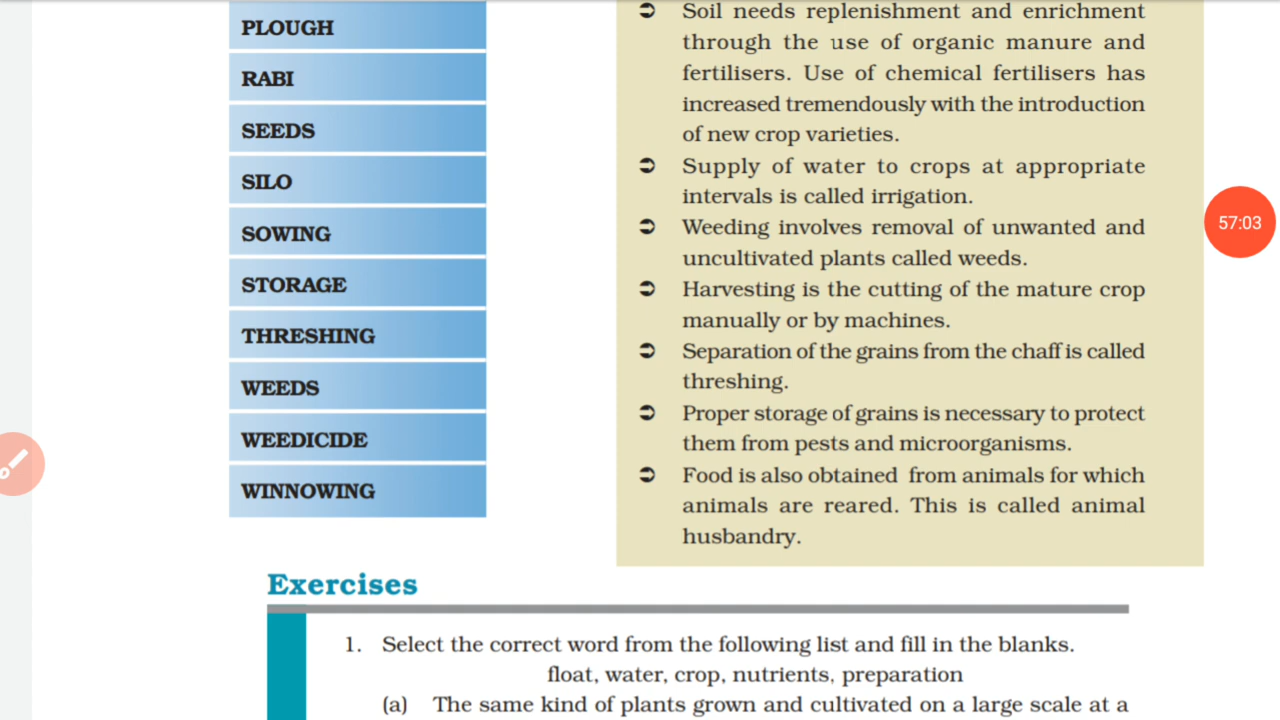 PLOUGH
RABI
SEEDS
SILO
SOWING
STORAGE
THRESHING
WEEDS
WEEDICIDE
WINNOWING
➲ Soil needs replenishment and enrichment
through the use of organic manure and
fertilisers. Use of chemical fertilisers has
increased tremendously with the introduction
of new crop varieties.
➲ Supply of water to crops at appropriate
intervals is called irrigation.
➲ Weeding involves removal of unwanted and
uncultivated plants called weeds.
➲ Harvesting is the cutting of the mature crop
manually or by machines.
➲ Separation of the grains from the chaff is called
threshing.
➲ Proper storage of grains is necessary to protect
them from pests and microorganisms.
➲ Food is also obtained from animals for which
animals are reared. This is called animal
husbandry.
57:03
Exercises
1. Select the correct word from the following list and fill in the blanks.
float, water, crop, nutrients, preparation
(a) The same kind of plants grown and cultivated on a large scale at a